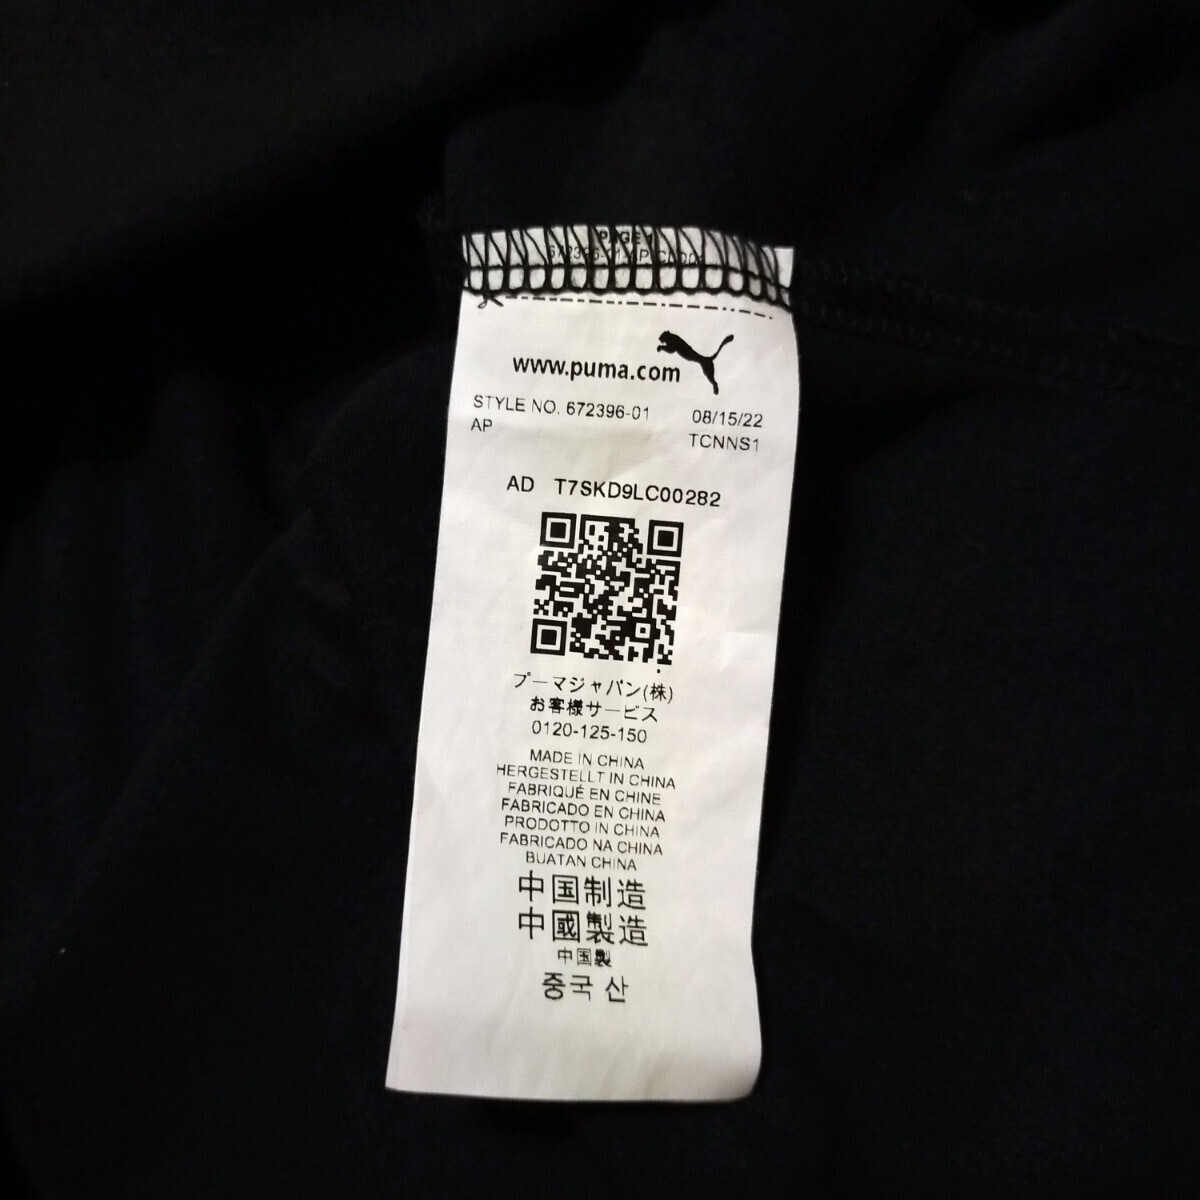 PAGE 1
www.puma.com
STYLE NO. 672396-01 08/15/22
AP TCNNS1
AD T7SKD9LC00282
プーマジャパン(株)
お客様サービス
0120-125-150
MADE IN CHINA
HERGESTELLT IN CHINA
FABRIQUÉ EN CHINE
FABRICADO EN CHINA
PRODOTTO IN CHINA
FABRICADO NA CHINA
BUATAN CHINA
中国制造
中國製造
中国製
중국 산